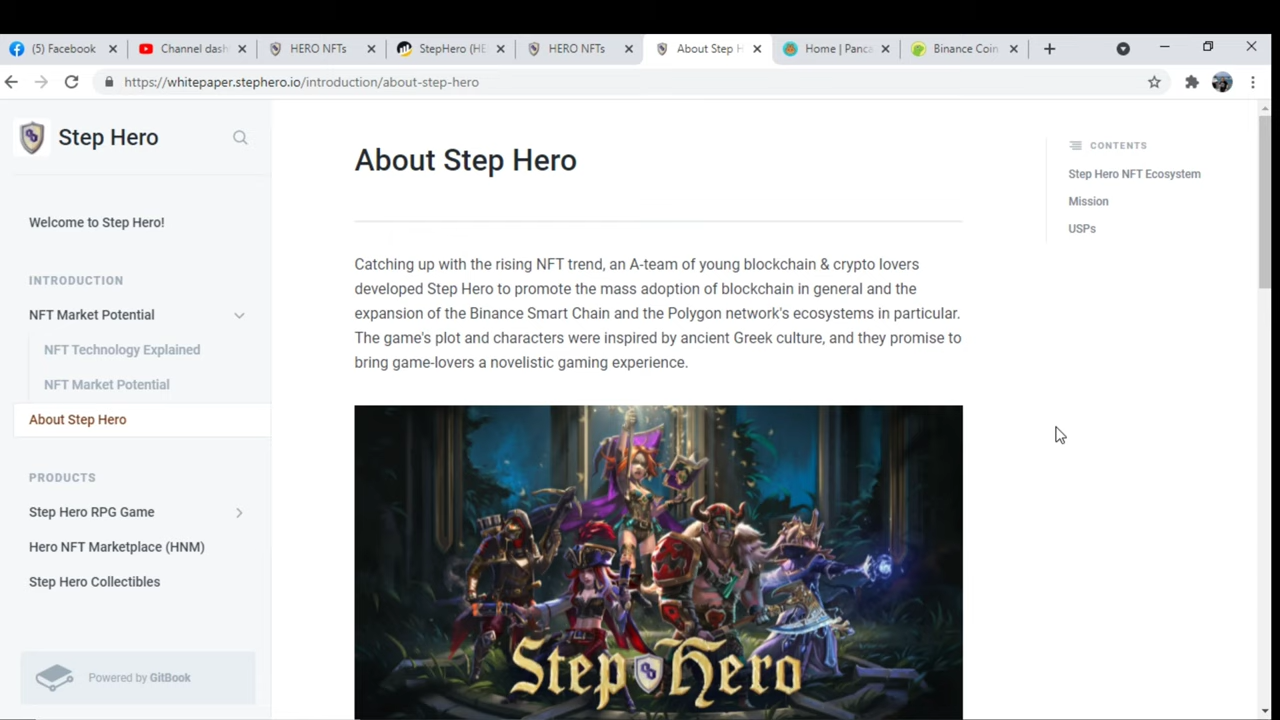 (5) Facebook
Channel dash
HERO NFTs
StepHero (HE
HERO NFTs
About Step H
Home | Panca
Binance Coin
https://whitepaper.stephero.io/introduction/about-step-hero
Step Hero
Welcome to Step Hero!
INTRODUCTION
NFT Market Potential
NFT Technology Explained
NFT Market Potential
About Step Hero
PRODUCTS
Step Hero RPG Game
Hero NFT Marketplace (HNM)
Step Hero Collectibles
Powered by GitBook
About Step Hero
Catching up with the rising NFT trend, an A-team of young blockchain & crypto lovers
developed Step Hero to promote the mass adoption of blockchain in general and the
expansion of the Binance Smart Chain and the Polygon network's ecosystems in particular.
The game's plot and characters were inspired by ancient Greek culture, and they promise to
bring game-lovers a novelistic gaming experience.
Step Hero
CONTENTS
Step Hero NFT Ecosystem
Mission
USPs